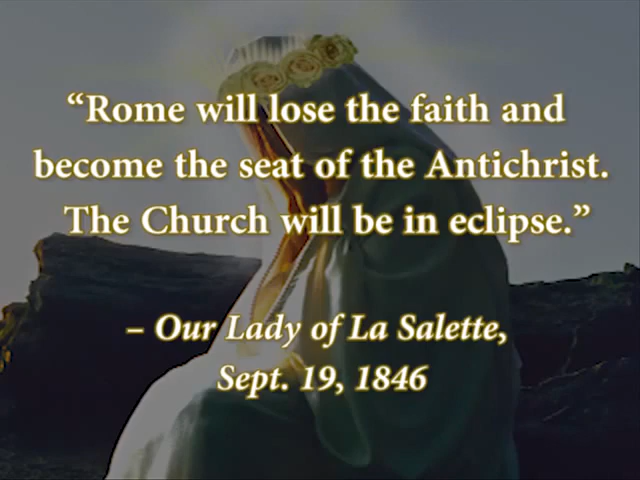 “Rome will lose the faith and
become the seat of the Antichrist.
The Church will be in eclipse.”
– Our Lady of La Salette,
Sept. 19, 1846